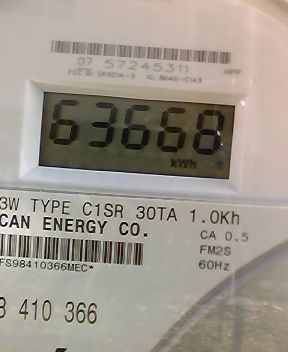 07 57245311
63668
kWh
3W TYPE C1SR 30TA 1.0Kh
CAN ENERGY CO.
CA 0.5
FM2S
60Hz
FS98410366MEC*
8 410 366